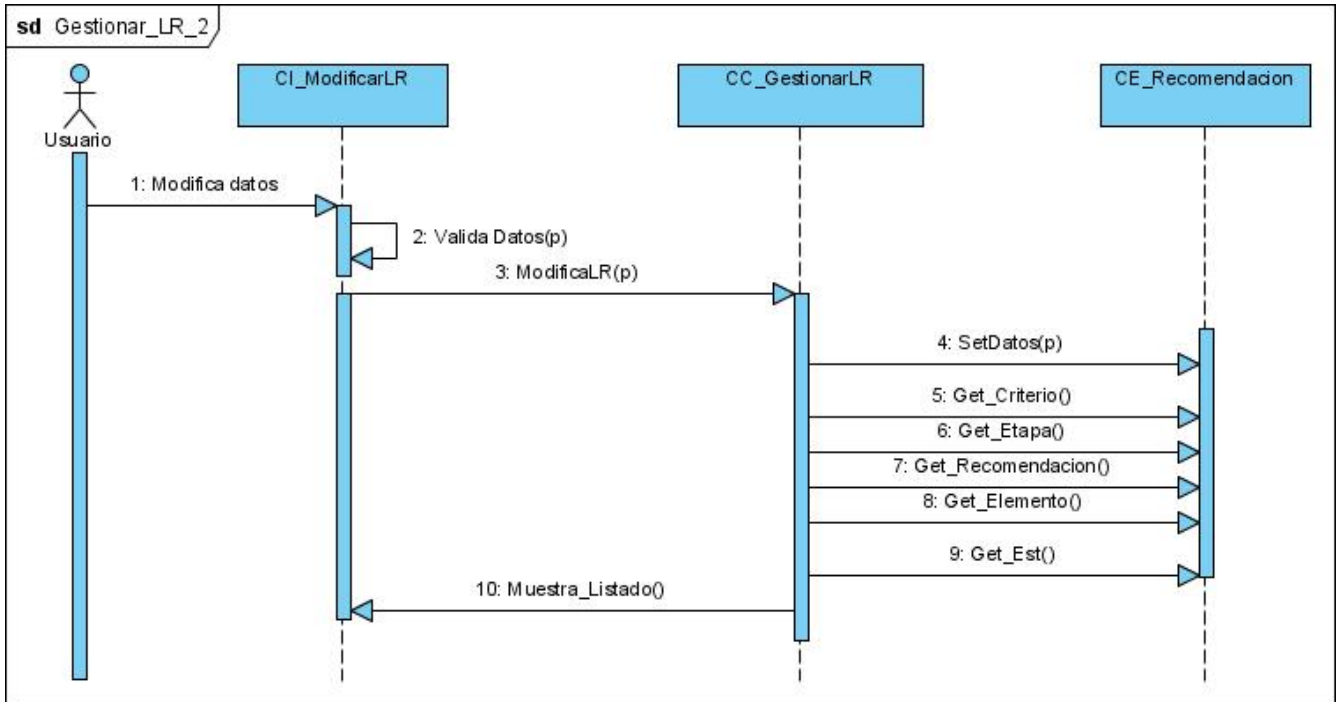 sd Gestionar_LR_2
CI_ModificarLR
CC_GestionarLR
CE_Recomendacion
Usuario
1: Modifica datos
2: Valida Datos(p)
3: ModificaLR(p)
4: SetDatos(p)
5: Get_Criterio()
6: Get_Etapa()
7: Get_Recomendacion()
8: Get_Elemento()
9: Get_Est()
10: Muestra_Listado()